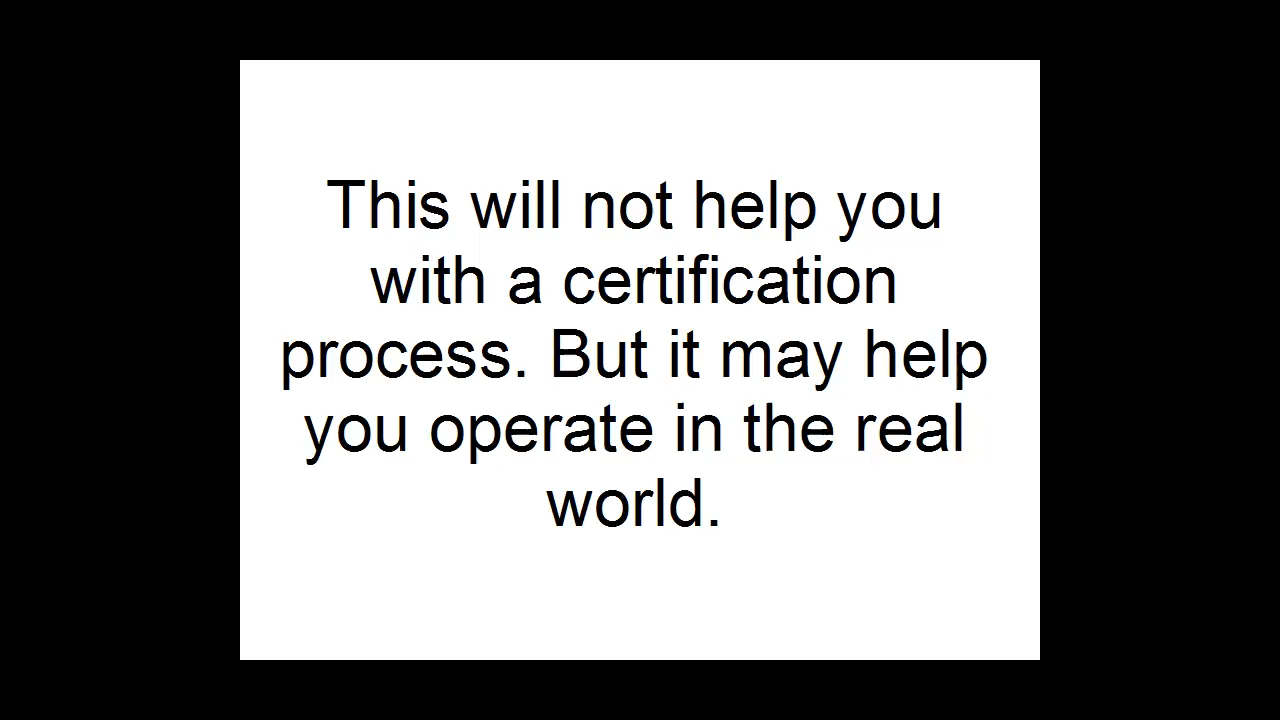 This will not help you
with a certification
process. But it may help
you operate in the real
world.